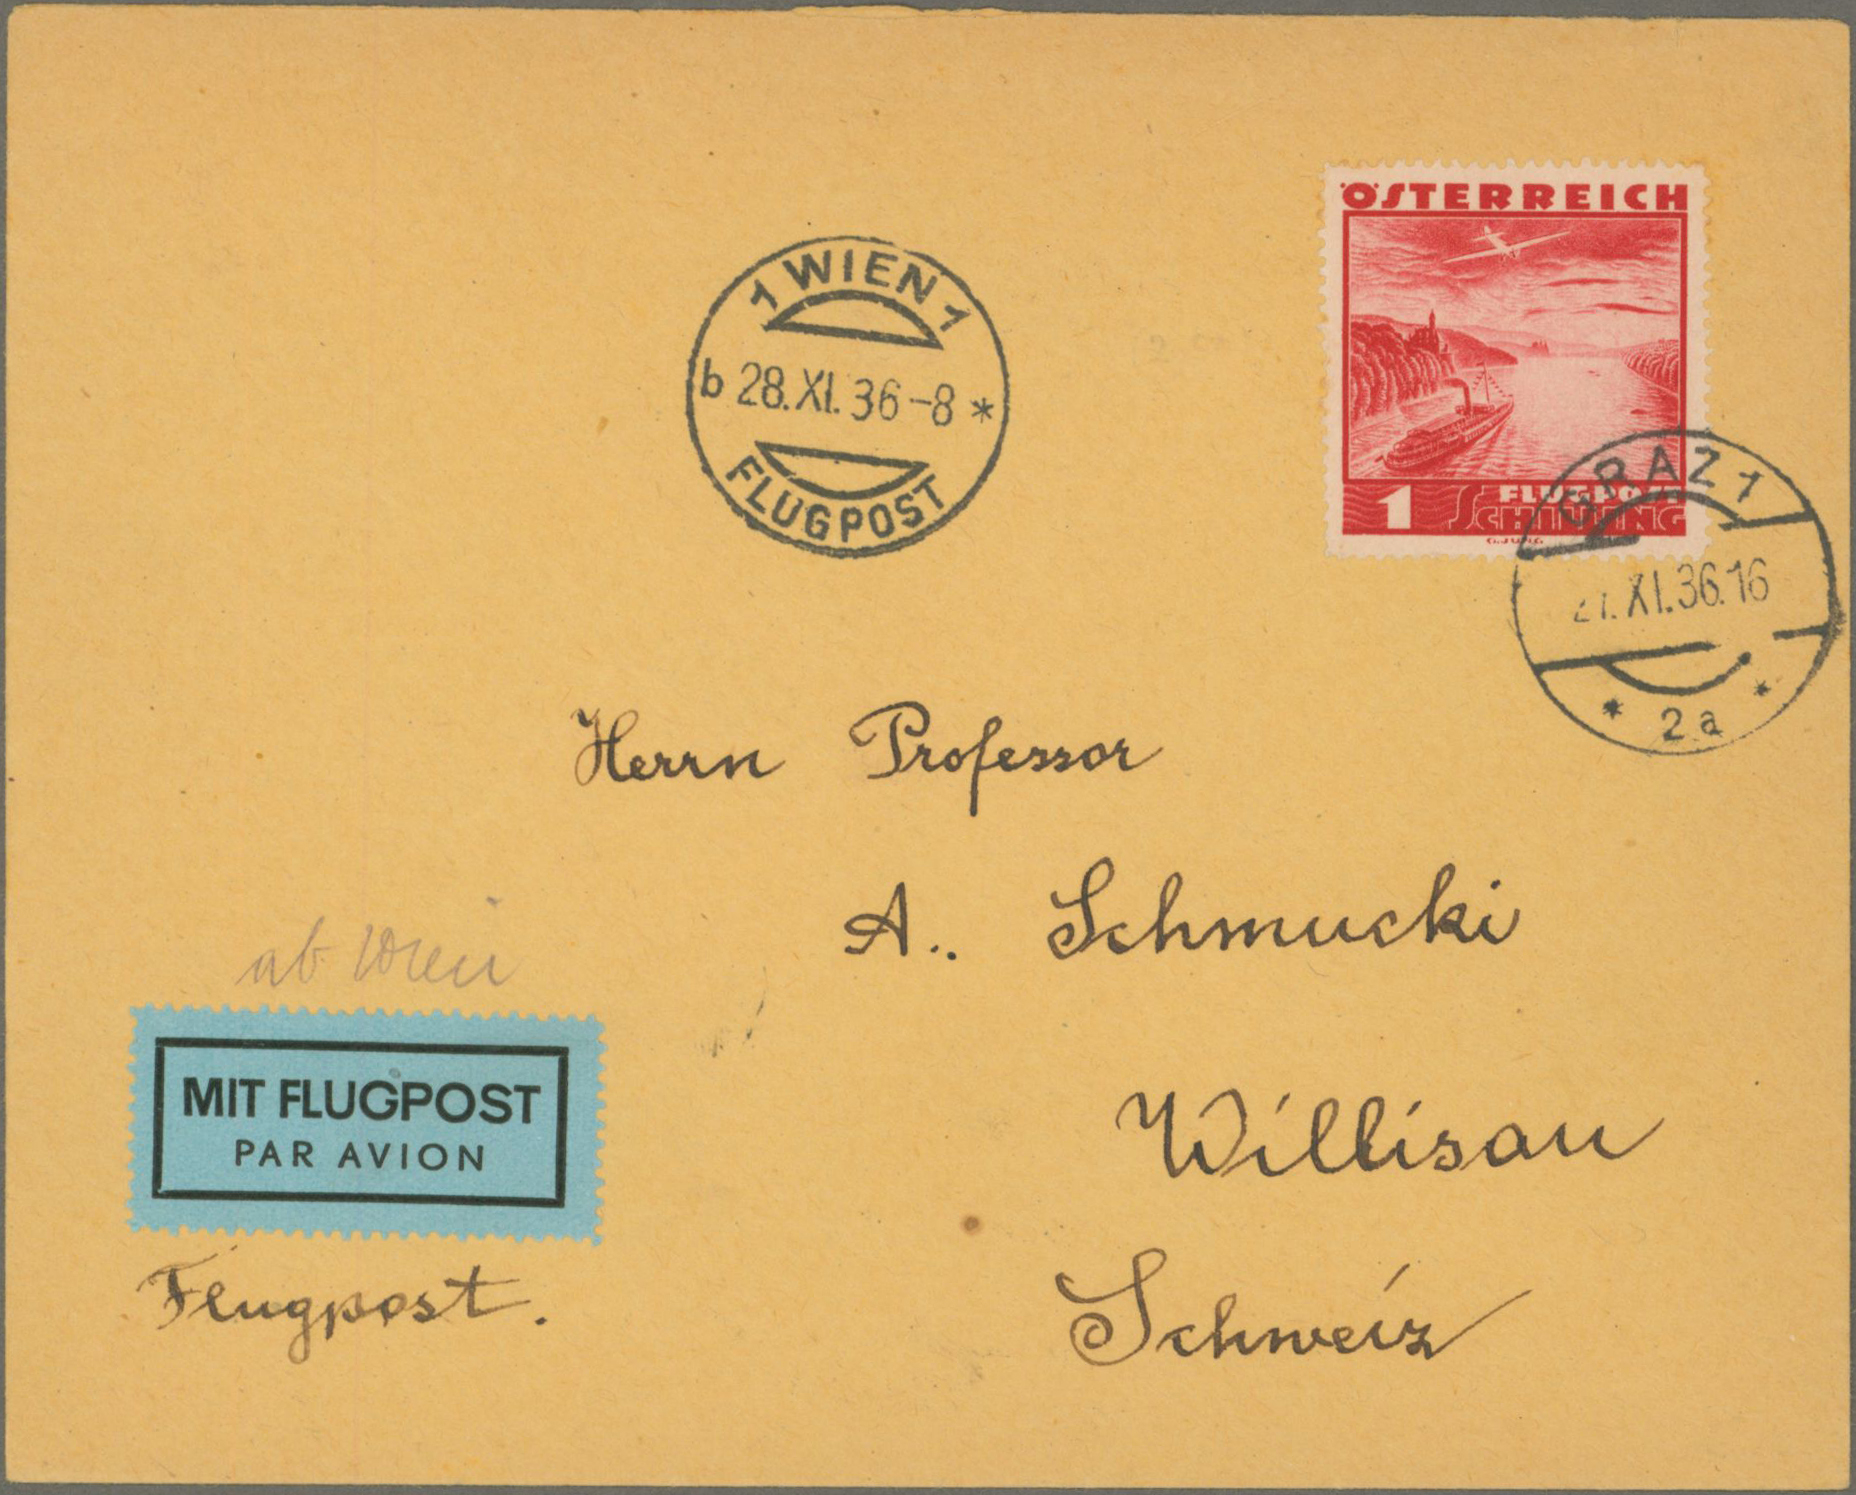 ÖSTERREICH
FLUGPOST
1 SCHILLING
G.JUNG.
1 WIEN 1
b 28.XI.36-8 *
FLUGPOST
GRAZ 1
27.XI.36.16
* 2a *
Herrn Professor
A.. Schmucki
Willisau
Schweiz
ab Wien
MIT FLUGPOST
PAR AVION
Flugpost.